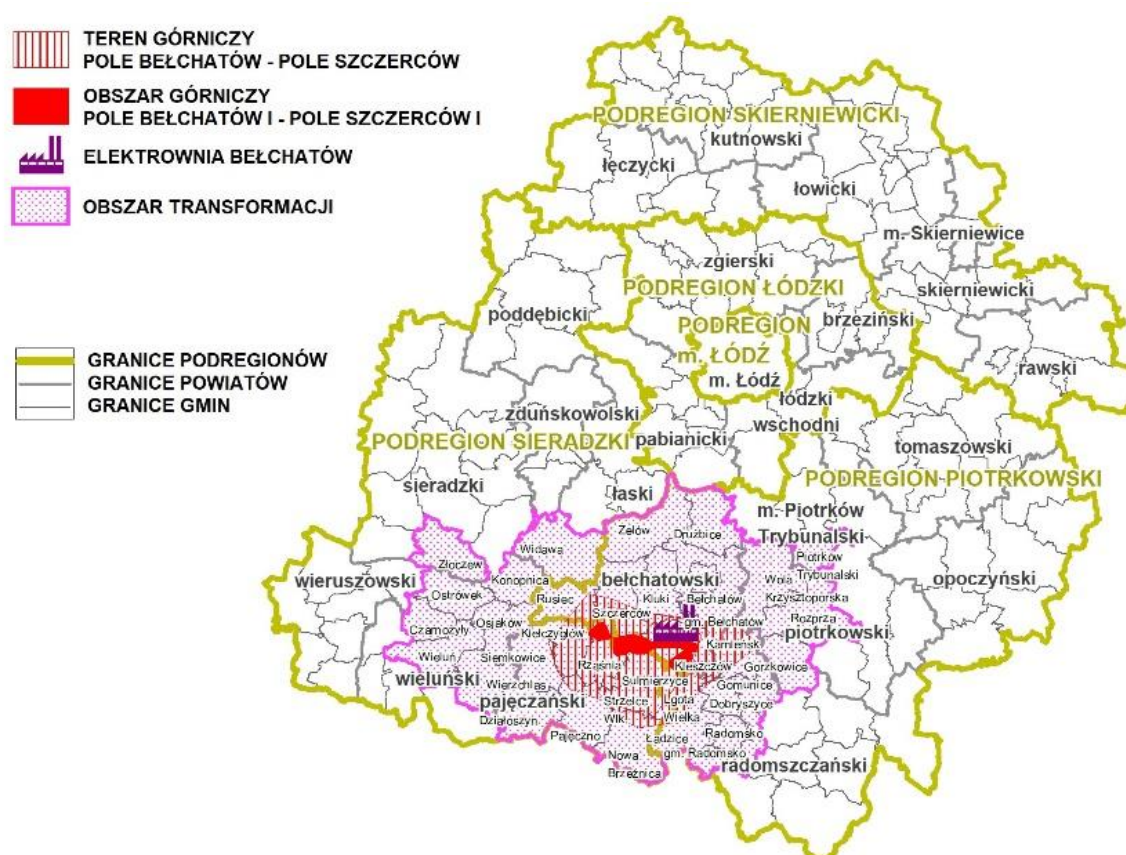 TEREN GÓRNICZY
POLE BEŁCHATÓW - POLE SZCZERCÓW
OBSZAR GÓRNICZY
POLE BEŁCHATÓW I - POLE SZCZERCÓW I
ELEKTROWNIA BEŁCHATÓW
OBSZAR TRANSFORMACJI
GRANICE PODREGIONÓW
GRANICE POWIATÓW
GRANICE GMIN
PODREGION SKIERNIEWICKI
kutnowski
łęczycki
łowicki
m. Skierniewice
zgierski
skierniewicki
PODREGION ŁÓDZKI
poddębicki
brzeziński
PODREGION
m. ŁÓDŹ
m. Łódź
rawski
łódzki
wschodni
zduńskowolski
PODREGION SIERADZKI
pabianicki
tomaszowski
PODREGION PIOTRKOWSKI
sieradzki
łaski
m. Piotrków
Trybunalski
Zelów
Drużbice
Widawa
Piotrków
Trybunalski
Złoczew
Konopnica
bełchatowski
Wola
Krzysztoporska
opoczyński
wieruszowski
Ostrówek
Rusiec
Kluki
Bełchatów
Szczerców
gm. Bełchatów
Rozprza
piotrkowski
Czarnożyły
Osjaków
Kiełczygłów
Kamieńsk
Wieluń
Siemkowice
Rząśnia
Kleszczów
Gorzkowice
wieluński
Wierzchlas
Sulmierzyce
Gomunice
pajęczański
Strzelce
Wlk.
Lgota
Wielka
Dobryszyce
Działoszyn
Pajęczno
Ładzice
Radomsko
gm. Radomsko
Nowa
Brzeźnica
radomszczański